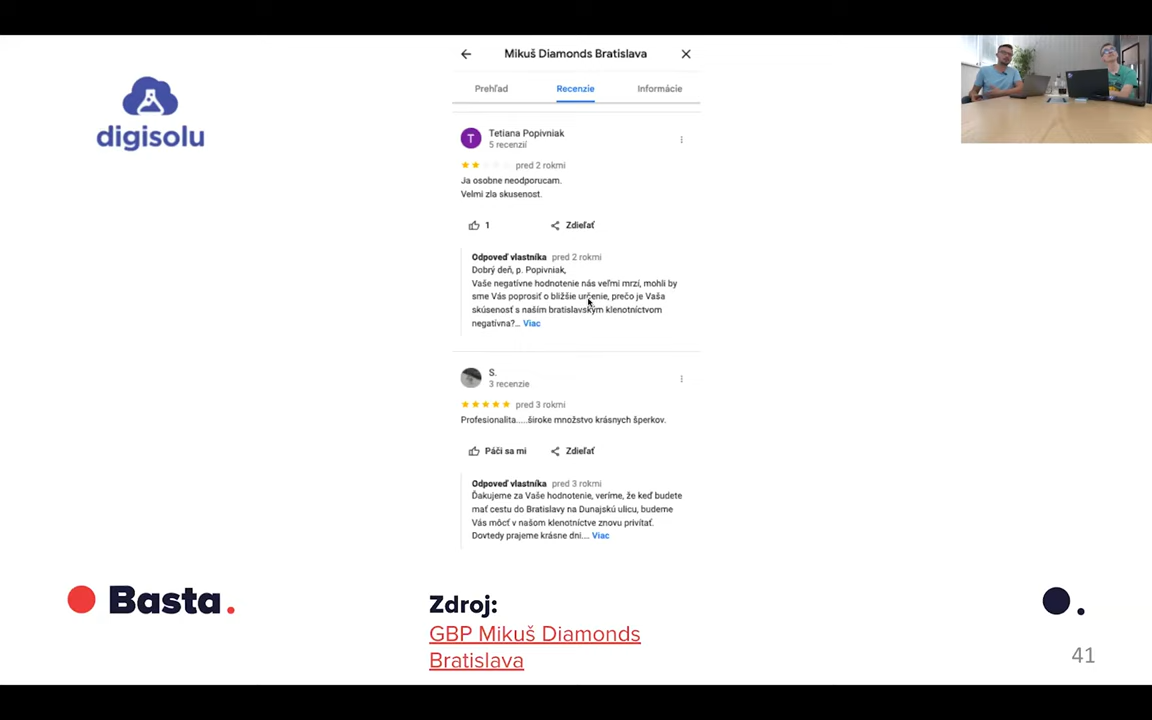 Mikuš Diamonds Bratislava
Prehľad Recenzie Informácie
digisolu
T Tetiana Popivniak
5 recenzií
pred 2 rokmi
Ja osobne neodporucam.
Velmi zla skusenost.
1 Zdieľať
Odpoveď vlastníka pred 2 rokmi
Dobrý deň, p. Popivniak,
Vaše negatívne hodnotenie nás veľmi mrzí, mohli by
sme Vás poprosiť o bližšie určenie, prečo je Vaša
skúsenosť s naším bratislavským klenotníctvom
negatívna?... Viac
S.
3 recenzie
pred 3 rokmi
Profesionalita.....široke množstvo krásnych šperkov.
Páči sa mi Zdieľať
Odpoveď vlastníka pred 3 rokmi
Ďakujeme za Vaše hodnotenie, veríme, že keď budete
mať cestu do Bratislavy na Dunajskú ulicu, budeme
Vás môcť v našom klenotníctve znovu privítať.
Dovtedy prajeme krásne dni.... Viac
Basta.
Zdroj:
GBP Mikuš Diamonds
Bratislava
41